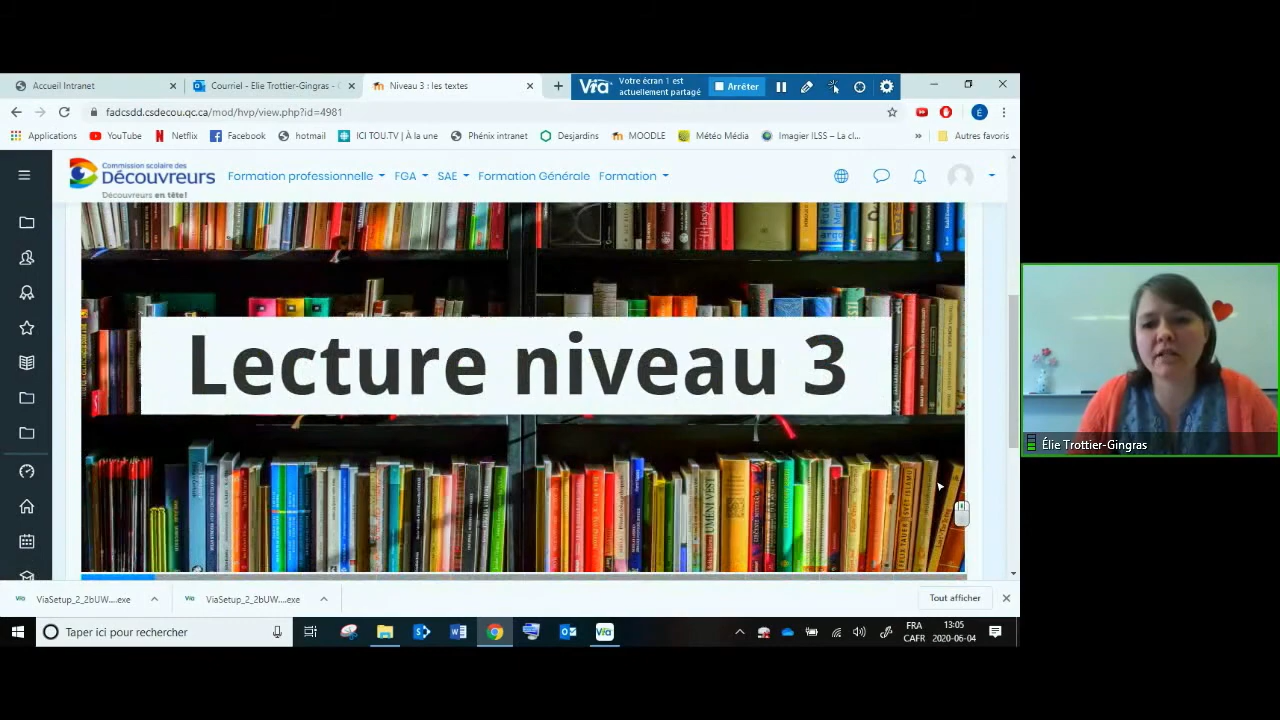 Accueil Intranet
Courriel - Elie Trottier-Gingras - C
Niveau 3 : les textes
Via
Votre écran 1 est
actuellement partagé
Arrêter
fadcsdd.csdecou.qc.ca/mod/hvp/view.php?id=4981
É
Applications
YouTube
Netflix
Facebook
hotmail
ICI TOU.TV | À la une
Phénix intranet
Desjardins
MOODLE
Météo Média
Imagier ILSS – La cl...
»
Autres favoris
Commission scolaire des
Découvreurs
Découvreurs en tête!
Formation professionnelle
FGA
SAE
Formation Générale
Formation
Lecture niveau 3
Élie Trottier-Gingras
ViaSetup_2_2bUW....exe
ViaSetup_2_2bUW....exe
Tout afficher
Taper ici pour rechercher
Via
FRA
CAFR
13:05
2020-06-04